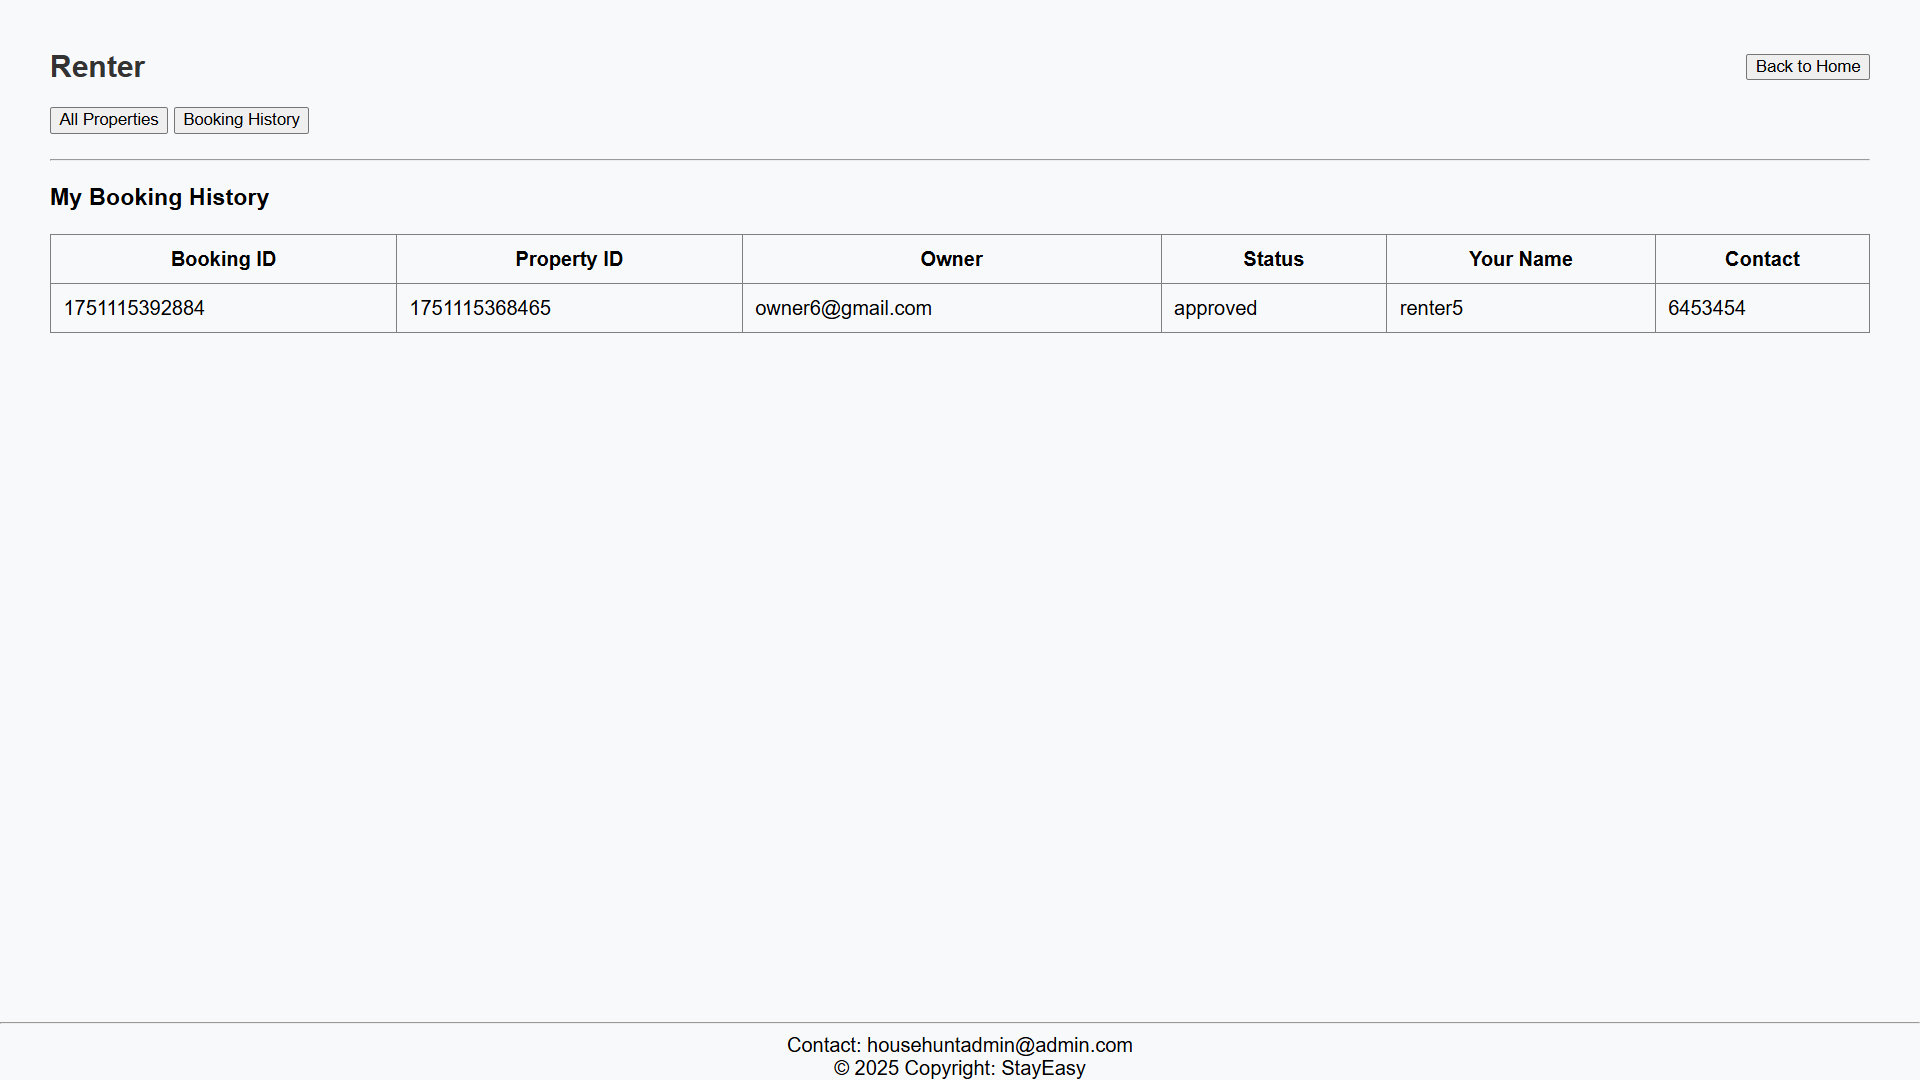 Renter
Back to Home
All Properties Booking History
My Booking History
Booking ID Property ID Owner Status Your Name Contact
1751115392884 1751115368465 owner6@gmail.com approved renter5 6453454
Contact: househuntadmin@admin.com
© 2025 Copyright: StayEasy